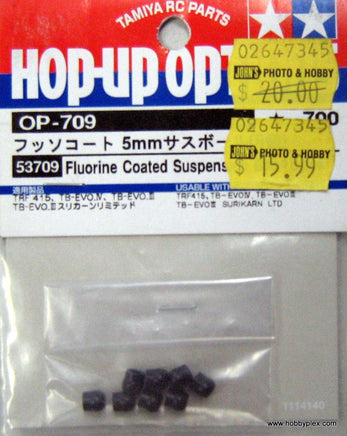 TAMIYA RC PARTS
HOP-UP OPT
02647345
JOHN'S PHOTO & HOBBY
$ 20.00
OP-709
02647345
JOHN'S PHOTO & HOBBY
$ 15.99
フッソコート 5mmサスボー
53709 Fluorine Coated Suspens
適用製品
TRF 415、TB-EVO.Ⅳ、TB-EVO.Ⅲ
TB-EVO.Ⅲスリカーンリミテッド
USABLE WITH
TRF415, TB-EVOⅣ, TB-EVOⅢ
TB-EVOⅢ SURIKARN LTD
1114140
www.hobbyplex.com